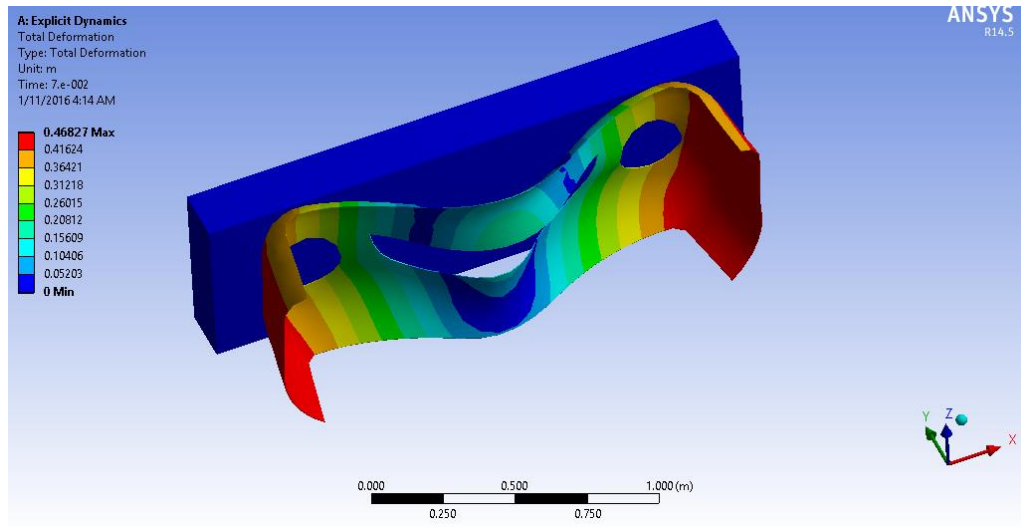 A: Explicit Dynamics
Total Deformation
Type: Total Deformation
Unit: m
Time: 7.e-002
1/11/2016 4:14 AM
ANSYS
R14.5
0.46827 Max
0.41624
0.36421
0.31218
0.26015
0.20812
0.15609
0.10406
0.05203
0 Min
Y Z X
0.000 0.500 1.000 (m)
0.250 0.750